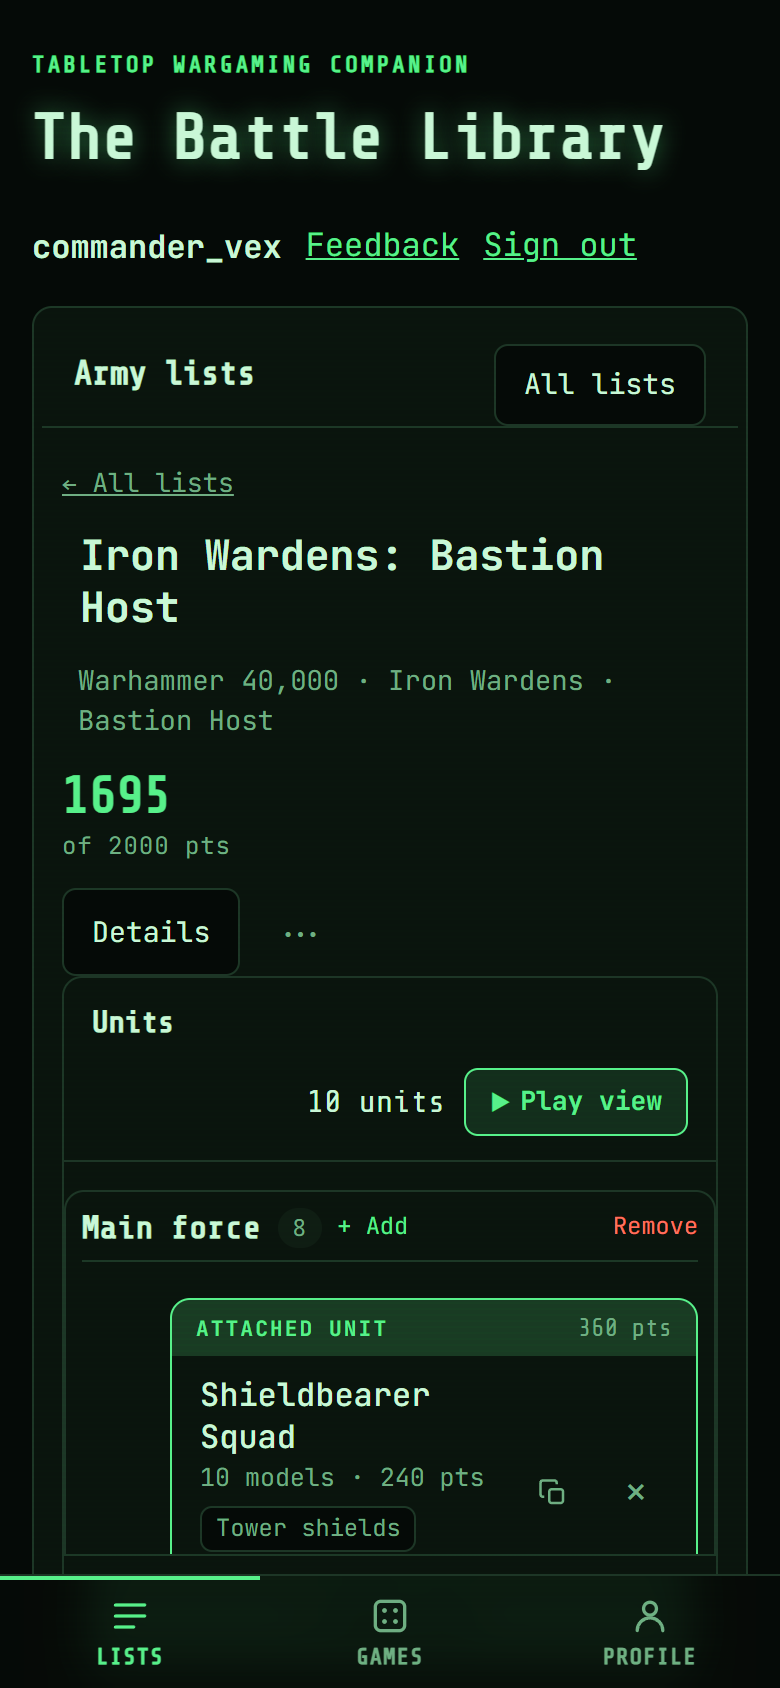 TABLETOP WARGAMING COMPANION
The Battle Library
commander_vex Feedback Sign out
Army lists
All lists
← All lists
Iron Wardens: Bastion
Host
Warhammer 40,000 · Iron Wardens ·
Bastion Host
1695
of 2000 pts
Details ...
Units
10 units ▶ Play view
Main force 8 + Add Remove
ATTACHED UNIT 360 pts
Shieldbearer
Squad
10 models · 240 pts
×
Tower shields
LISTS GAMES PROFILE